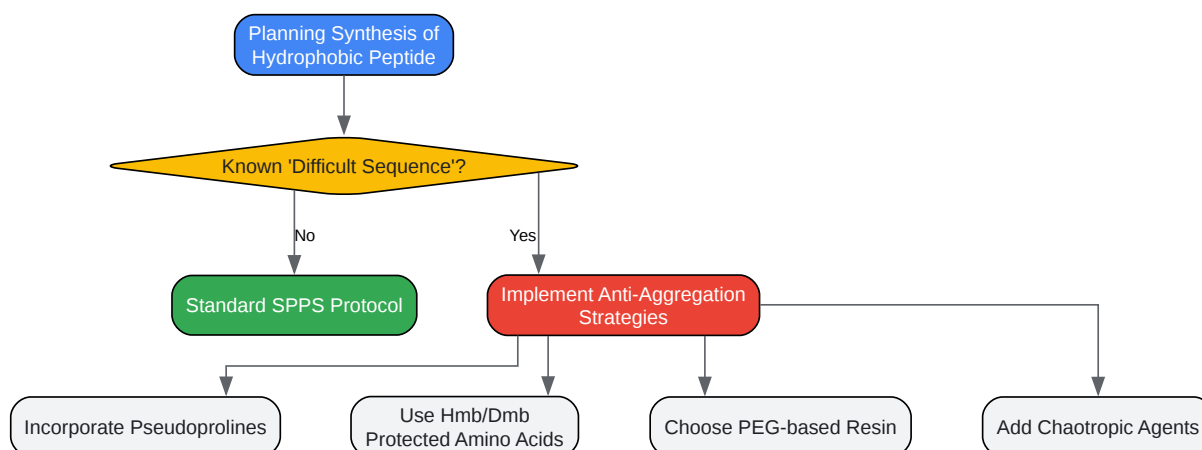 Planning Synthesis of
Hydrophobic Peptide
Known 'Difficult Sequence'?
No
Yes
Standard SPPS Protocol
Implement Anti-Aggregation
Strategies
Incorporate Pseudoprolines
Use Hmb/Dmb
Protected Amino Acids
Choose PEG-based Resin
Add Chaotropic Agents